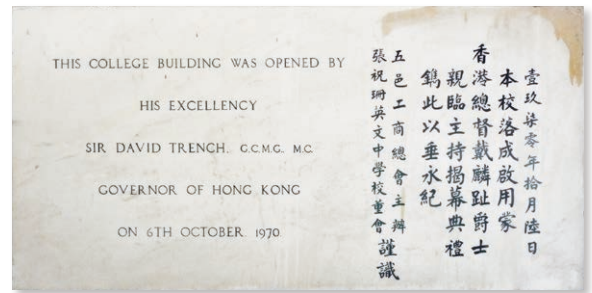 THIS COLLEGE BUILDING WAS OPENED BY
HIS EXCELLENCY
SIR DAVID TRENCH. G.C.M.G. M.C.
GOVERNOR OF HONG KONG
ON 6TH OCTOBER. 1970
壹玖柒零年拾月陸日
本校落成啟用蒙
香港總督戴麟趾爵士
親臨主持揭幕典禮
鐫此以垂永紀
五邑工商總會主辦
張祝珊英文中學校董會謹識